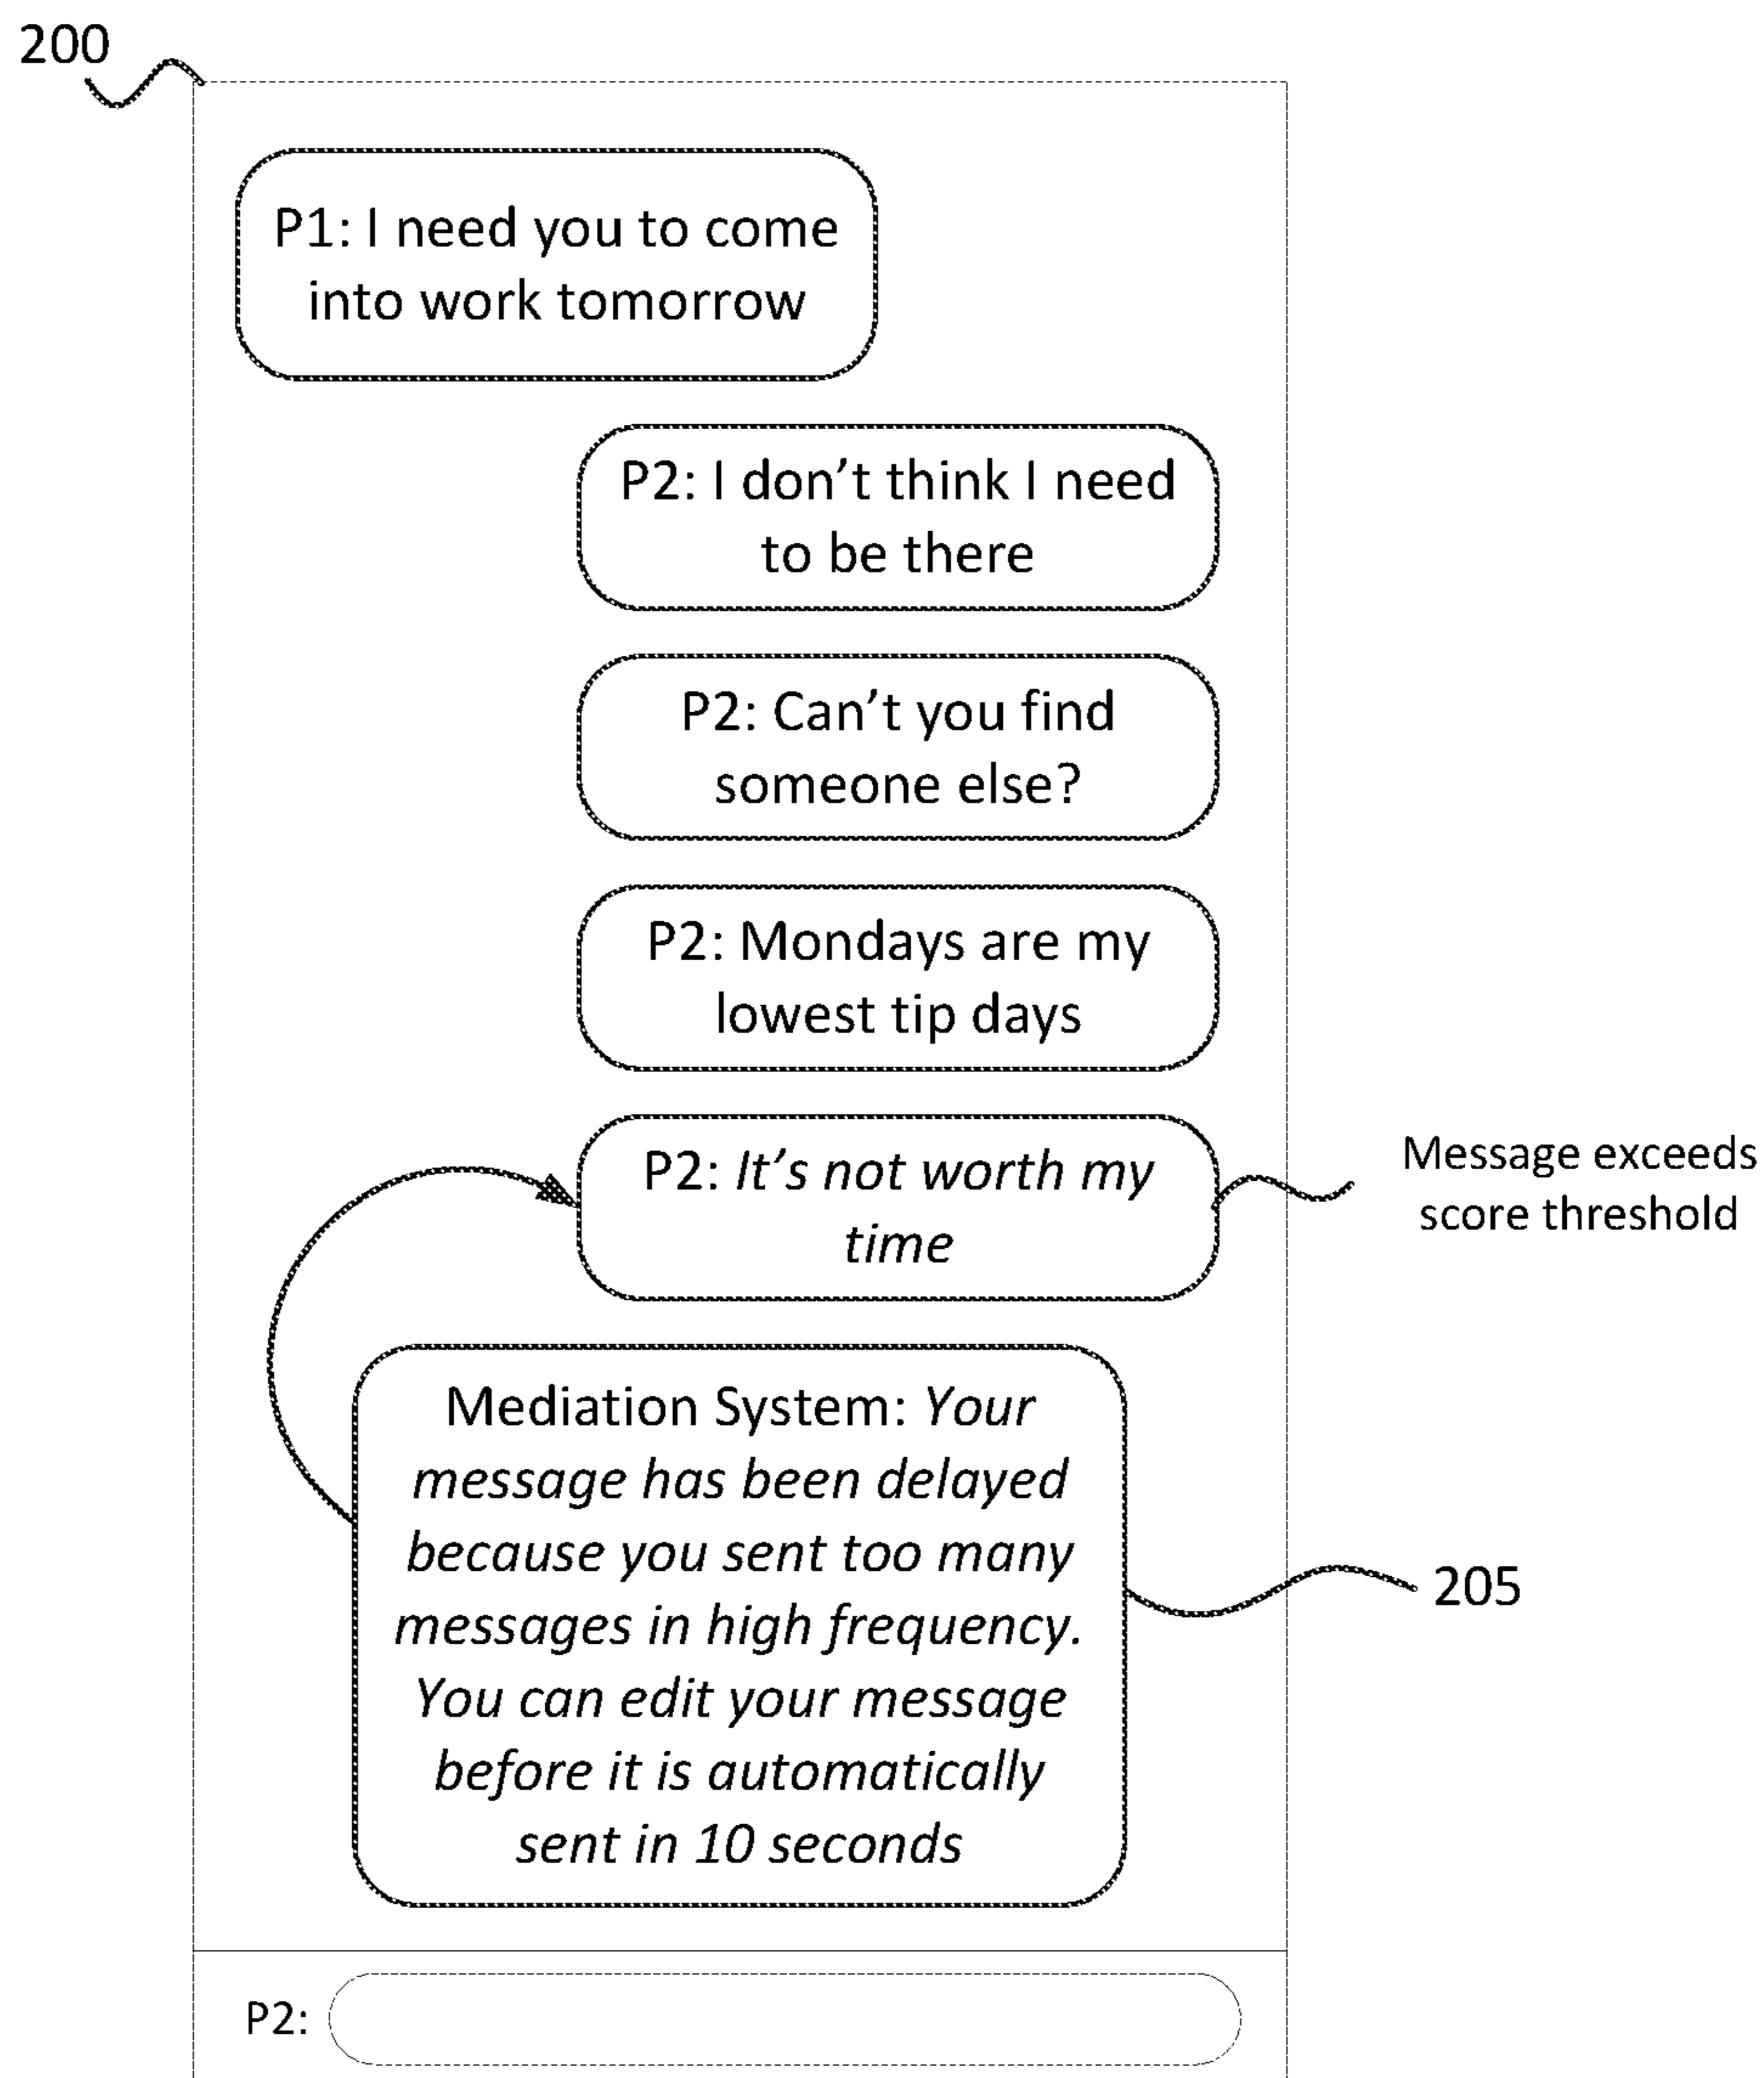 200
P1: I need you to come
into work tomorrow
P2: I don’t think I need
to be there
P2: Can’t you find
someone else?
P2: Mondays are my
lowest tip days
P2: It’s not worth my
time
Message exceeds
score threshold
Mediation System: Your
message has been delayed
because you sent too many
messages in high frequency.
You can edit your message
before it is automatically
sent in 10 seconds
205
P2: